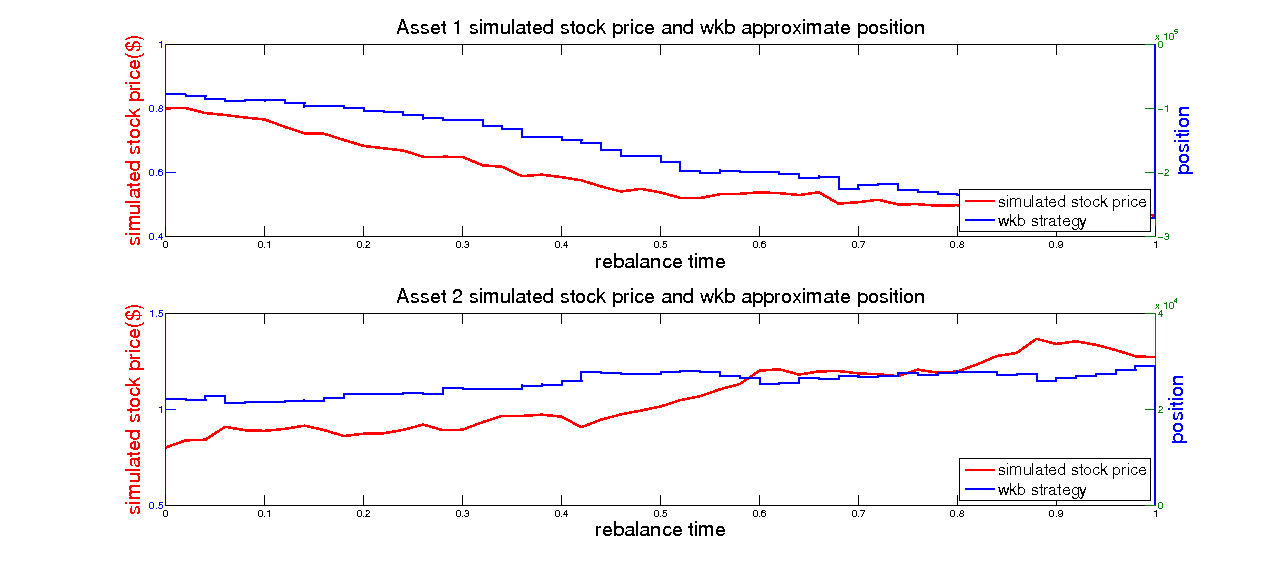 Asset 1 simulated stock price and wkb approximate position
simulated stock price($)
1
0.8
0.6
0.4
x 10^5
0
-1
-2
-3
position
simulated stock price
wkb strategy
0 0.1 0.2 0.3 0.4 0.5 0.6 0.7 0.8 0.9 1
rebalance time
Asset 2 simulated stock price and wkb approximate position
simulated stock price($)
1.5
1
0.5
x 10^4
4
2
0
position
simulated stock price
wkb strategy
0 0.1 0.2 0.3 0.4 0.5 0.6 0.7 0.8 0.9 1
rebalance time